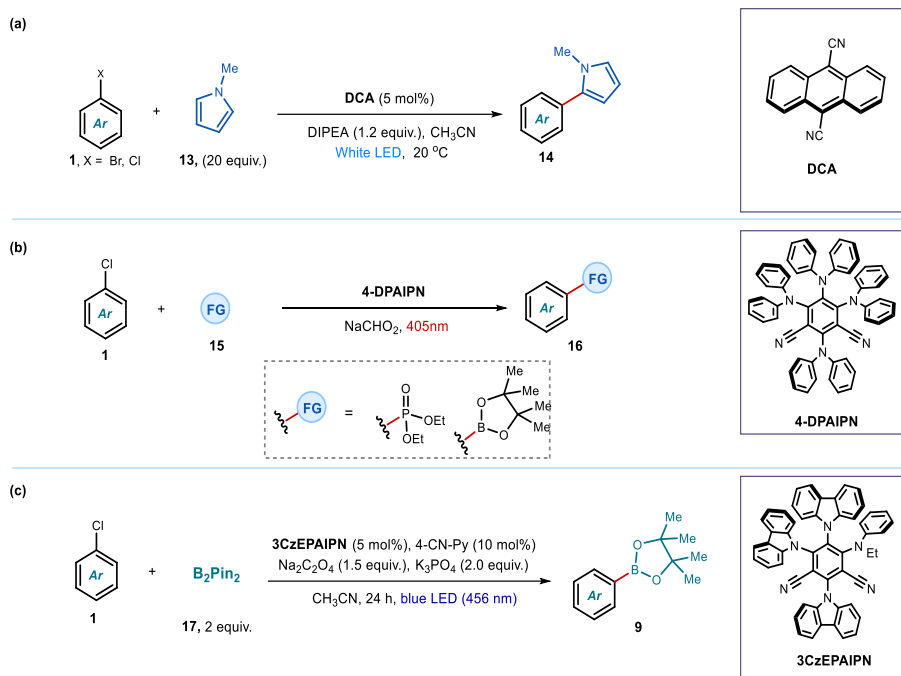 (a)
X
Ar
1, X = Br, Cl
+
Me
N
13, (20 equiv.)
DCA (5 mol%)
DIPEA (1.2 equiv.), CH3CN
White LED, 20 oC
Me
N
Ar
14
CN
CN
DCA
(b)
Cl
Ar
1
+
FG
15
4-DPAIPN
NaCHO2, 405nm
FG
Ar
16
FG
=
O
P
OEt
OEt
Me
Me
O
Me
B
O
Me
N
N
N
N
N
N
4-DPAIPN
(c)
Cl
Ar
1
+
B2Pin2
17, 2 equiv.
3CzEPAIPN (5 mol%), 4-CN-Py (10 mol%)
Na2C2O4 (1.5 equiv.), K3PO4 (2.0 equiv.)
CH3CN, 24 h, blue LED (456 nm)
Me
Me
O
Me
B
O
Me
Ar
9
N
N
N
Et
N
N
N
3CzEPAIPN